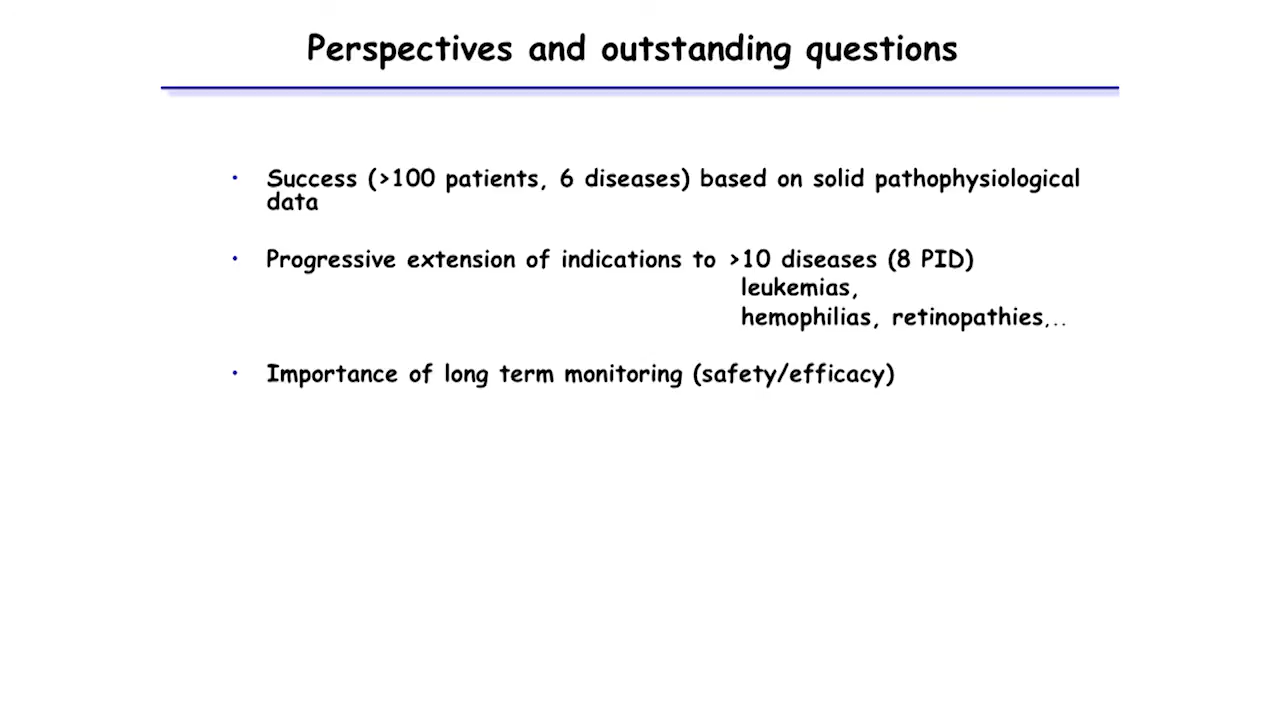 Perspectives and outstanding questions
• Success (>100 patients, 6 diseases) based on solid pathophysiological
data
• Progressive extension of indications to >10 diseases (8 PID)
leukemias,
hemophilias, retinopathies,..
• Importance of long term monitoring (safety/efficacy)